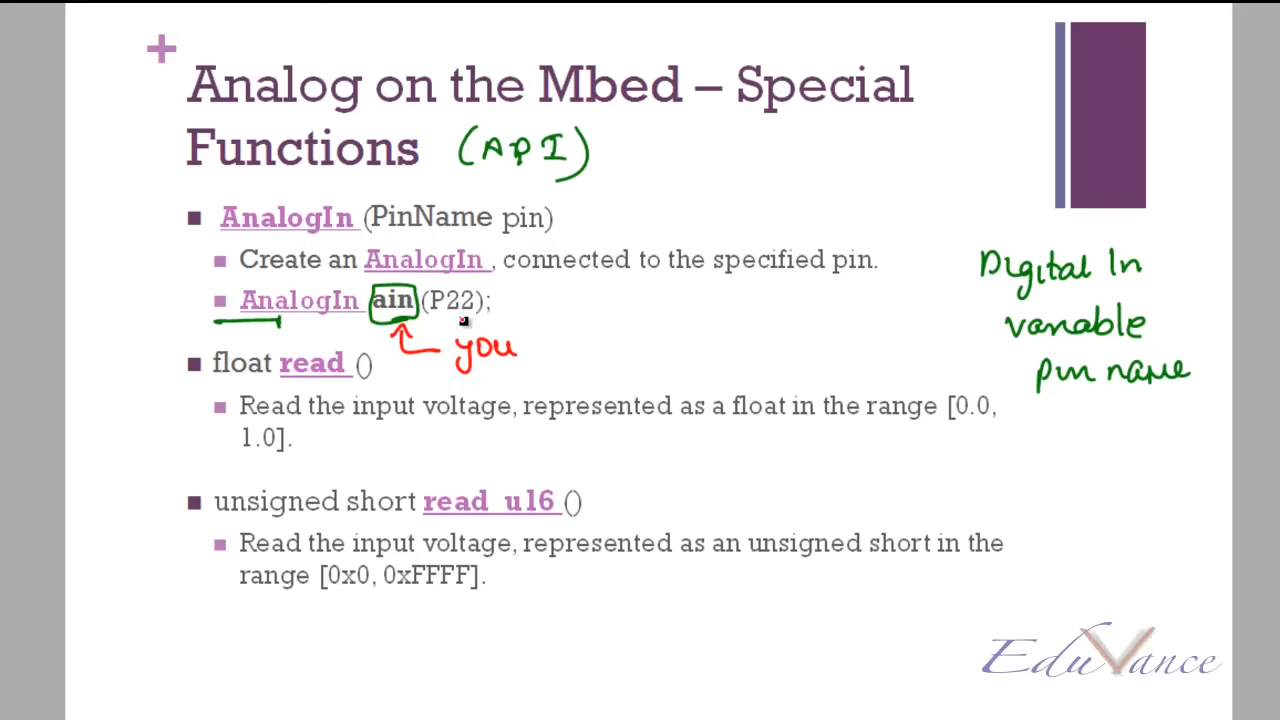 Analog on the Mbed – Special
Functions (API)
AnalogIn (PinName pin)
Create an AnalogIn , connected to the specified pin.
AnalogIn ain (P22);
you
Digital In
variable
pin name
float read ()
Read the input voltage, represented as a float in the range [0.0,
1.0].
unsigned short read_u16 ()
Read the input voltage, represented as an unsigned short in the
range [0x0, 0xFFFF].
EduVance